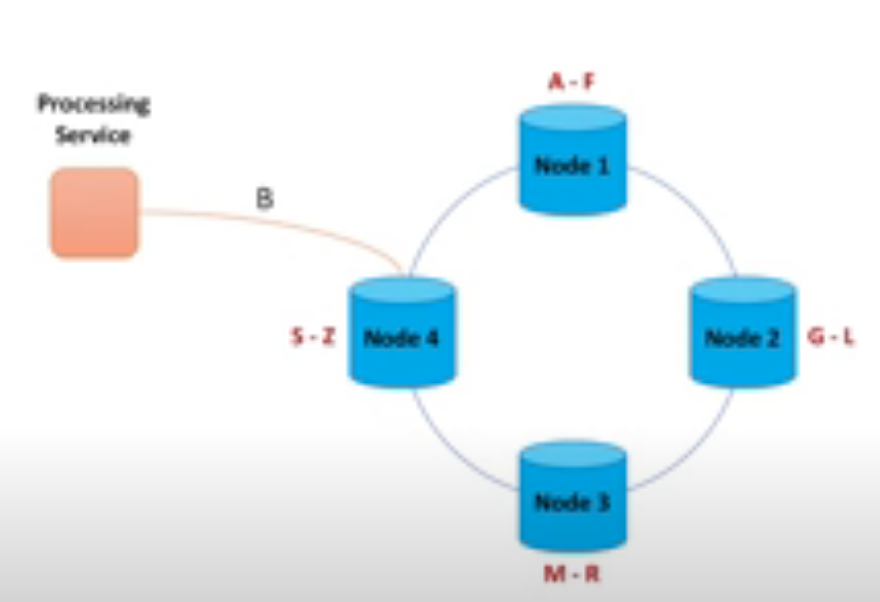 A - F
Processing
Service
Node 1
B
S - Z
Node 4
Node 2
G - L
Node 3
M - R